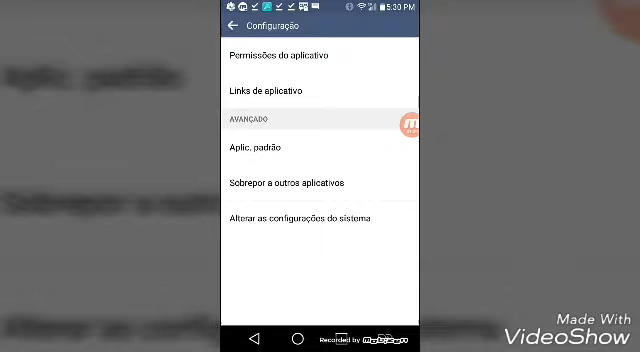 5:30 PM
Configuração
Permissões do aplicativo
Links de aplicativo
AVANÇADO
Aplic. padrão
Sobrepor a outros aplicativos
Alterar as configurações do sistema
Recorded by mobizen
Made With
VideoShow